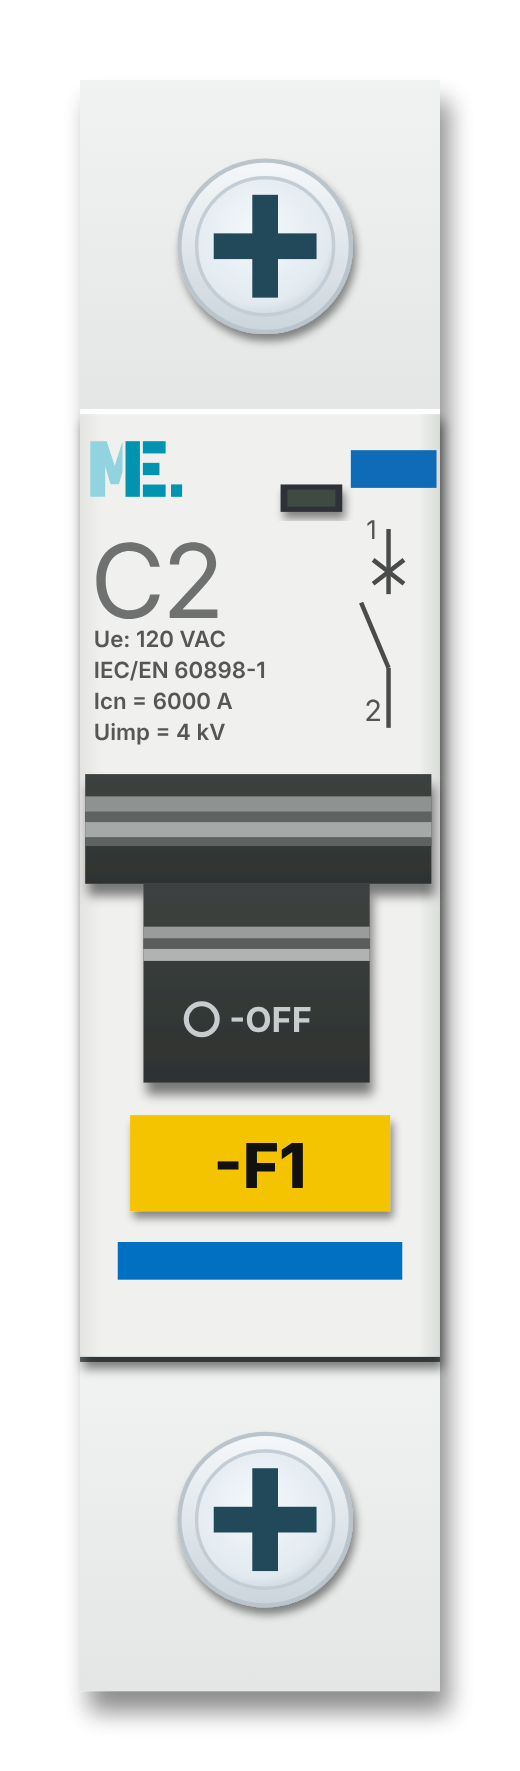 ME.
C2
1
Ue: 120 VAC
IEC/EN 60898-1
Icn = 6000 A
2
Uimp = 4 kV
O -OFF
-F1